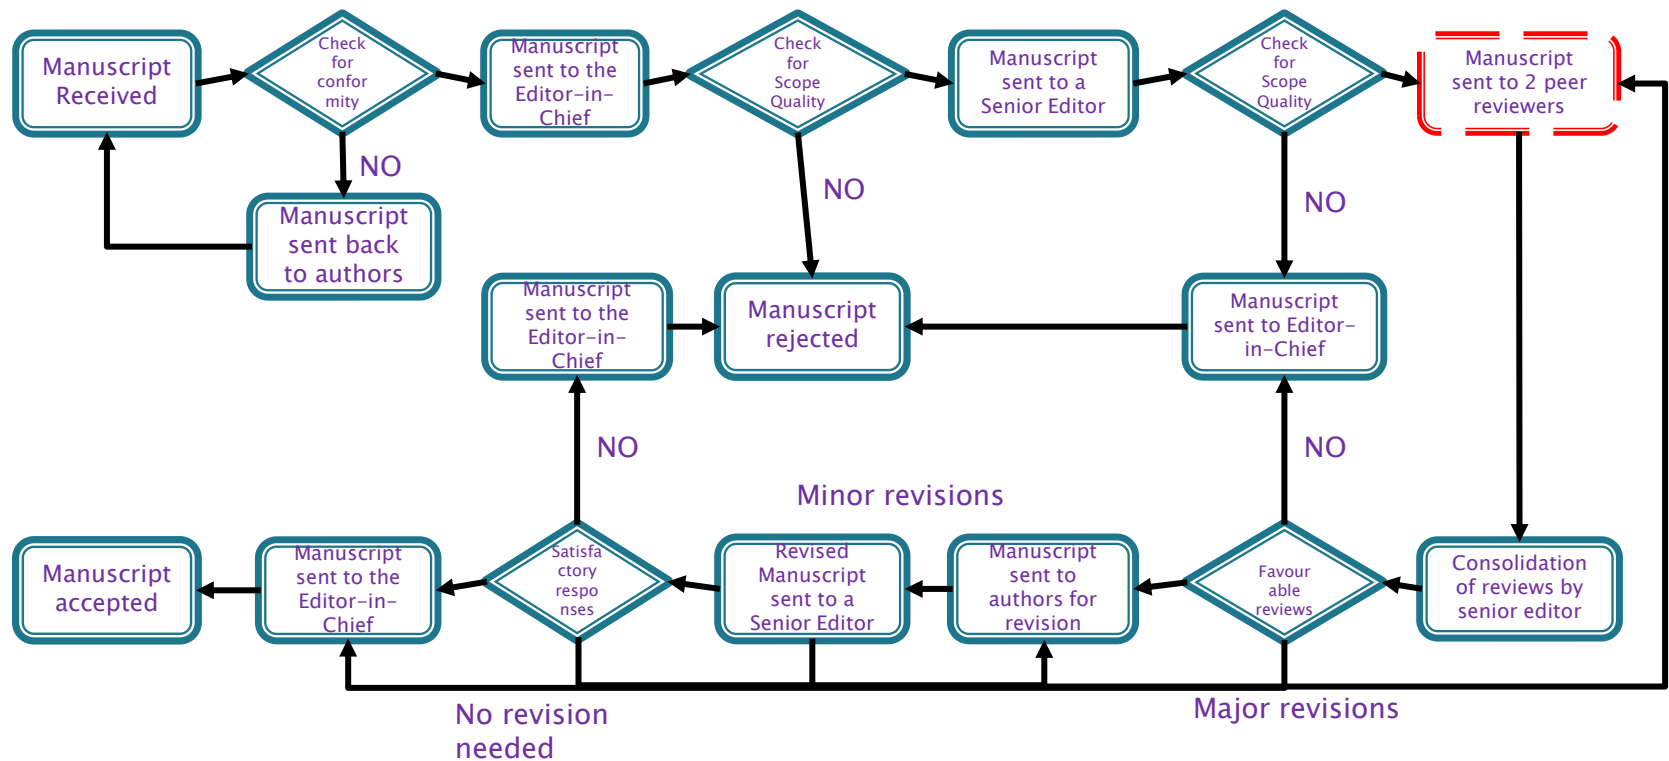 Manuscript
Received
Check
for
confor
mity
Manuscript
sent to the
Editor-in-
Chief
Check
for
Scope
Quality
Manuscript
sent to a
Senior Editor
Check
for
Scope
Quality
Manuscript
sent to 2 peer
reviewers
NO
NO
NO
Manuscript
sent back
to authors
Manuscript
sent to the
Editor-in-
Chief
Manuscript
rejected
Manuscript
sent to Editor-
in-Chief
NO
NO
Minor revisions
Manuscript
accepted
Manuscript
sent to the
Editor-in-
Chief
Satisfa
ctory
respo
nses
Revised
Manuscript
sent to a
Senior Editor
Manuscript
sent to
authors for
revision
Favour
able
reviews
Consolidation
of reviews by
senior editor
No revision
needed
Major revisions